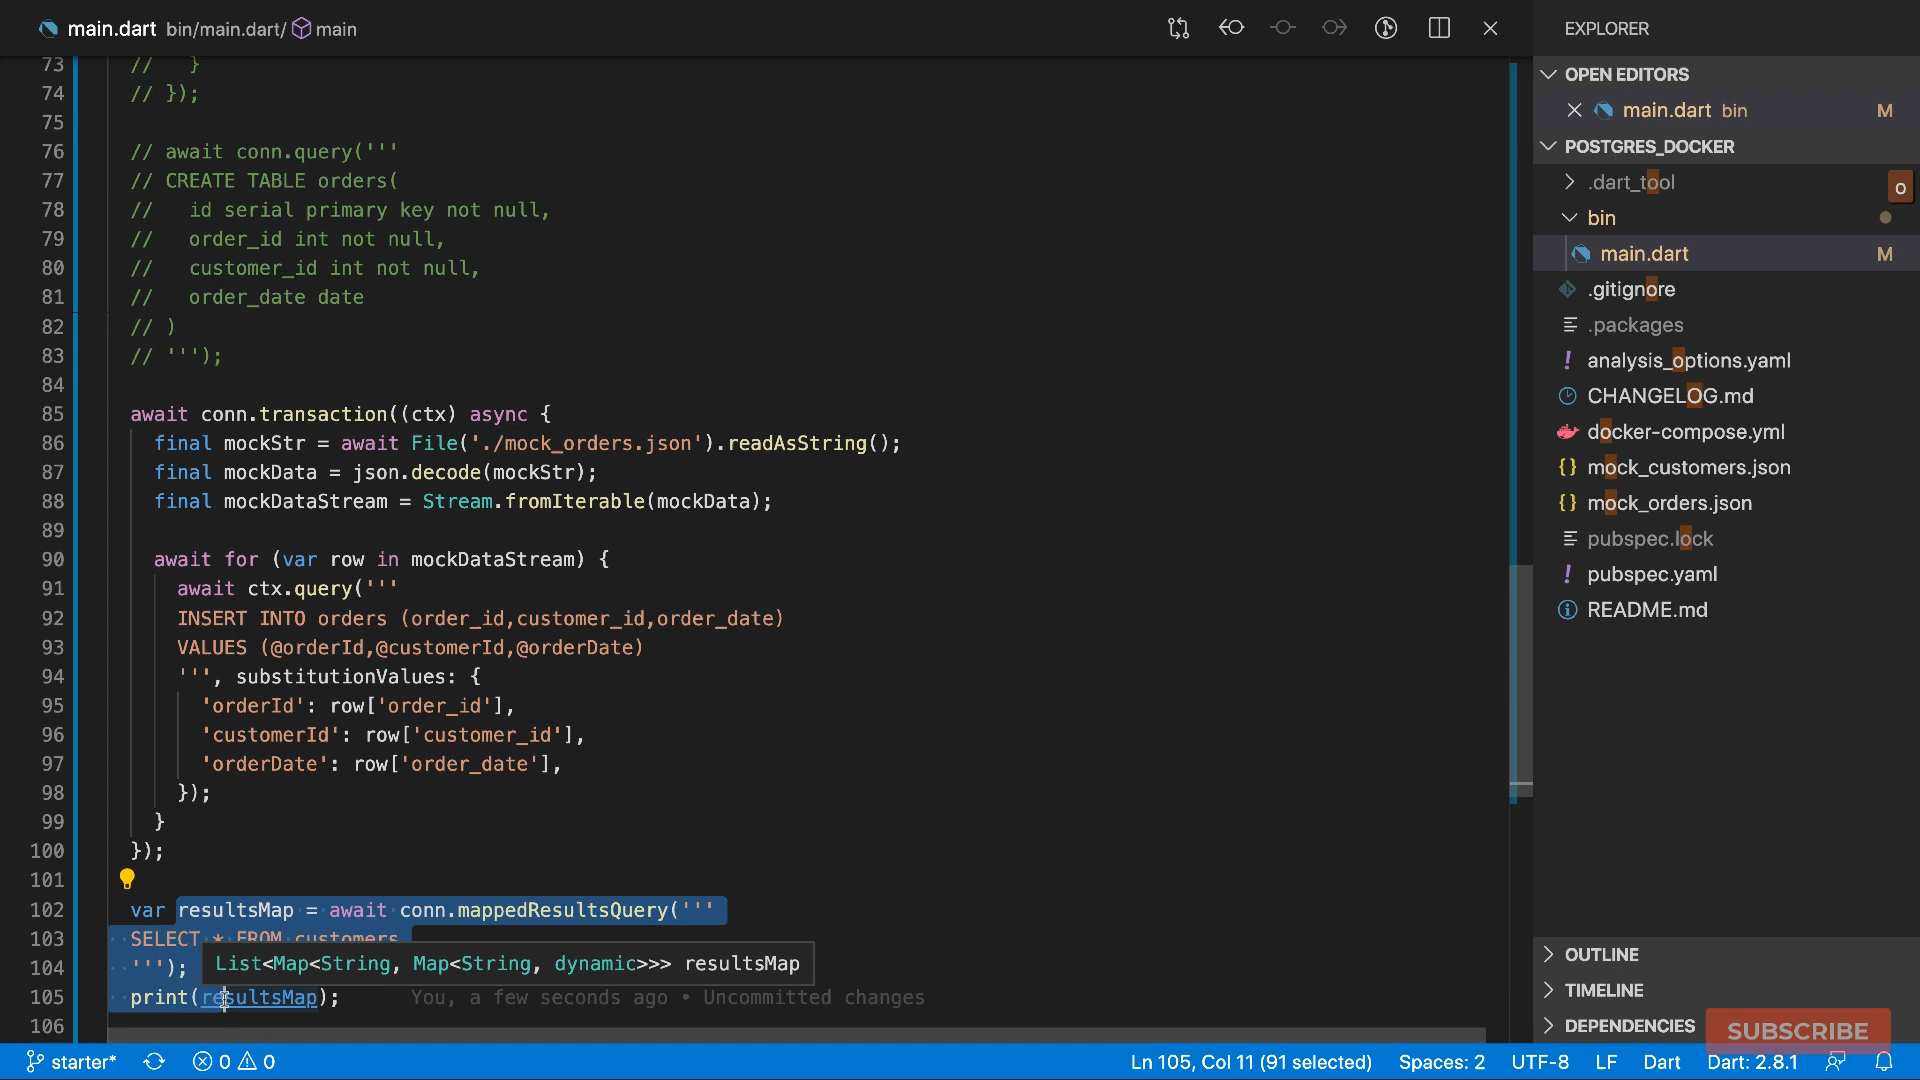 main.dart bin/main.dart/ main
73 //   }
74 // });
75
76 // await conn.query('''
77 // CREATE TABLE orders(
78 //   id serial primary key not null,
79 //   order_id int not null,
80 //   customer_id int not null,
81 //   order_date date
82 // )
83 // ''');
84
85 await conn.transaction((ctx) async {
86   final mockStr = await File('./mock_orders.json').readAsString();
87   final mockData = json.decode(mockStr);
88   final mockDataStream = Stream.fromIterable(mockData);
89
90   await for (var row in mockDataStream) {
91     await ctx.query('''
92     INSERT INTO orders (order_id,customer_id,order_date)
93     VALUES (@orderId,@customerId,@orderDate)
94     ''', substitutionValues: {
95       'orderId': row['order_id'],
96       'customerId': row['customer_id'],
97       'orderDate': row['order_date'],
98     });
99   }
100 });
101
102 var resultsMap = await conn.mappedResultsQuery('''
103 SELECT * FROM customers
104 ''');
List<Map<String, Map<String, dynamic>>> resultsMap
105 print(resultsMap); You, a few seconds ago • Uncommitted changes
106
EXPLORER
OPEN EDITORS
main.dart bin M
POSTGRES_DOCKER
.dart_tool
o
bin
main.dart M
.gitignore
.packages
analysis_options.yaml
CHANGELOG.md
docker-compose.yml
mock_customers.json
mock_orders.json
pubspec.lock
pubspec.yaml
README.md
OUTLINE
TIMELINE
DEPENDENCIES
SUBSCRIBE
starter* 0 0 Ln 105, Col 11 (91 selected) Spaces: 2 UTF-8 LF Dart Dart: 2.8.1